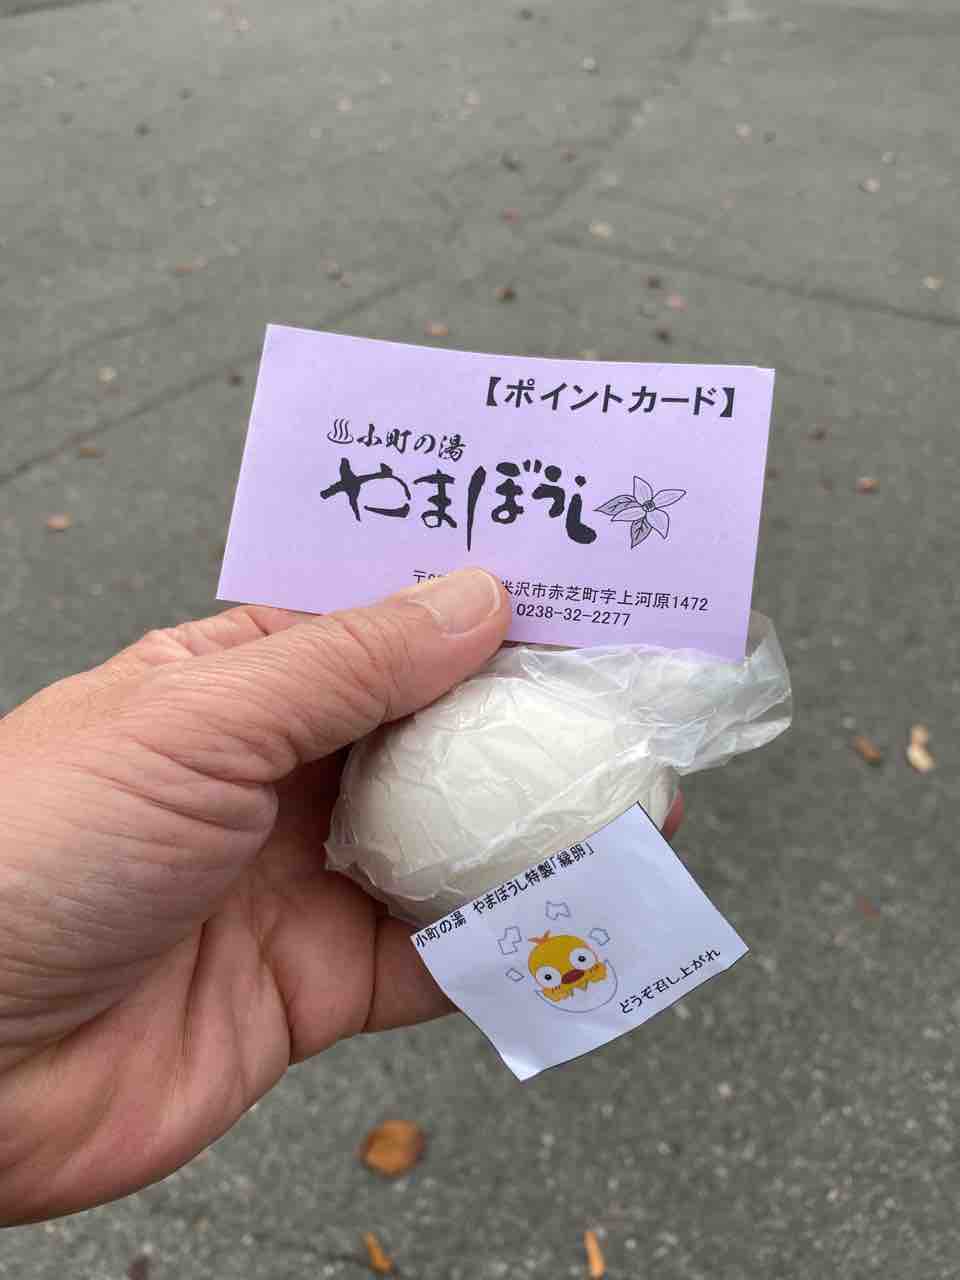 【ポイントカード】
♨小町の湯
やまぼうし
〒 米沢市赤芝町字上河原1472
0238-32-2277
小町の湯 やまぼうし特製「縁卵」
どうぞ召し上がれ